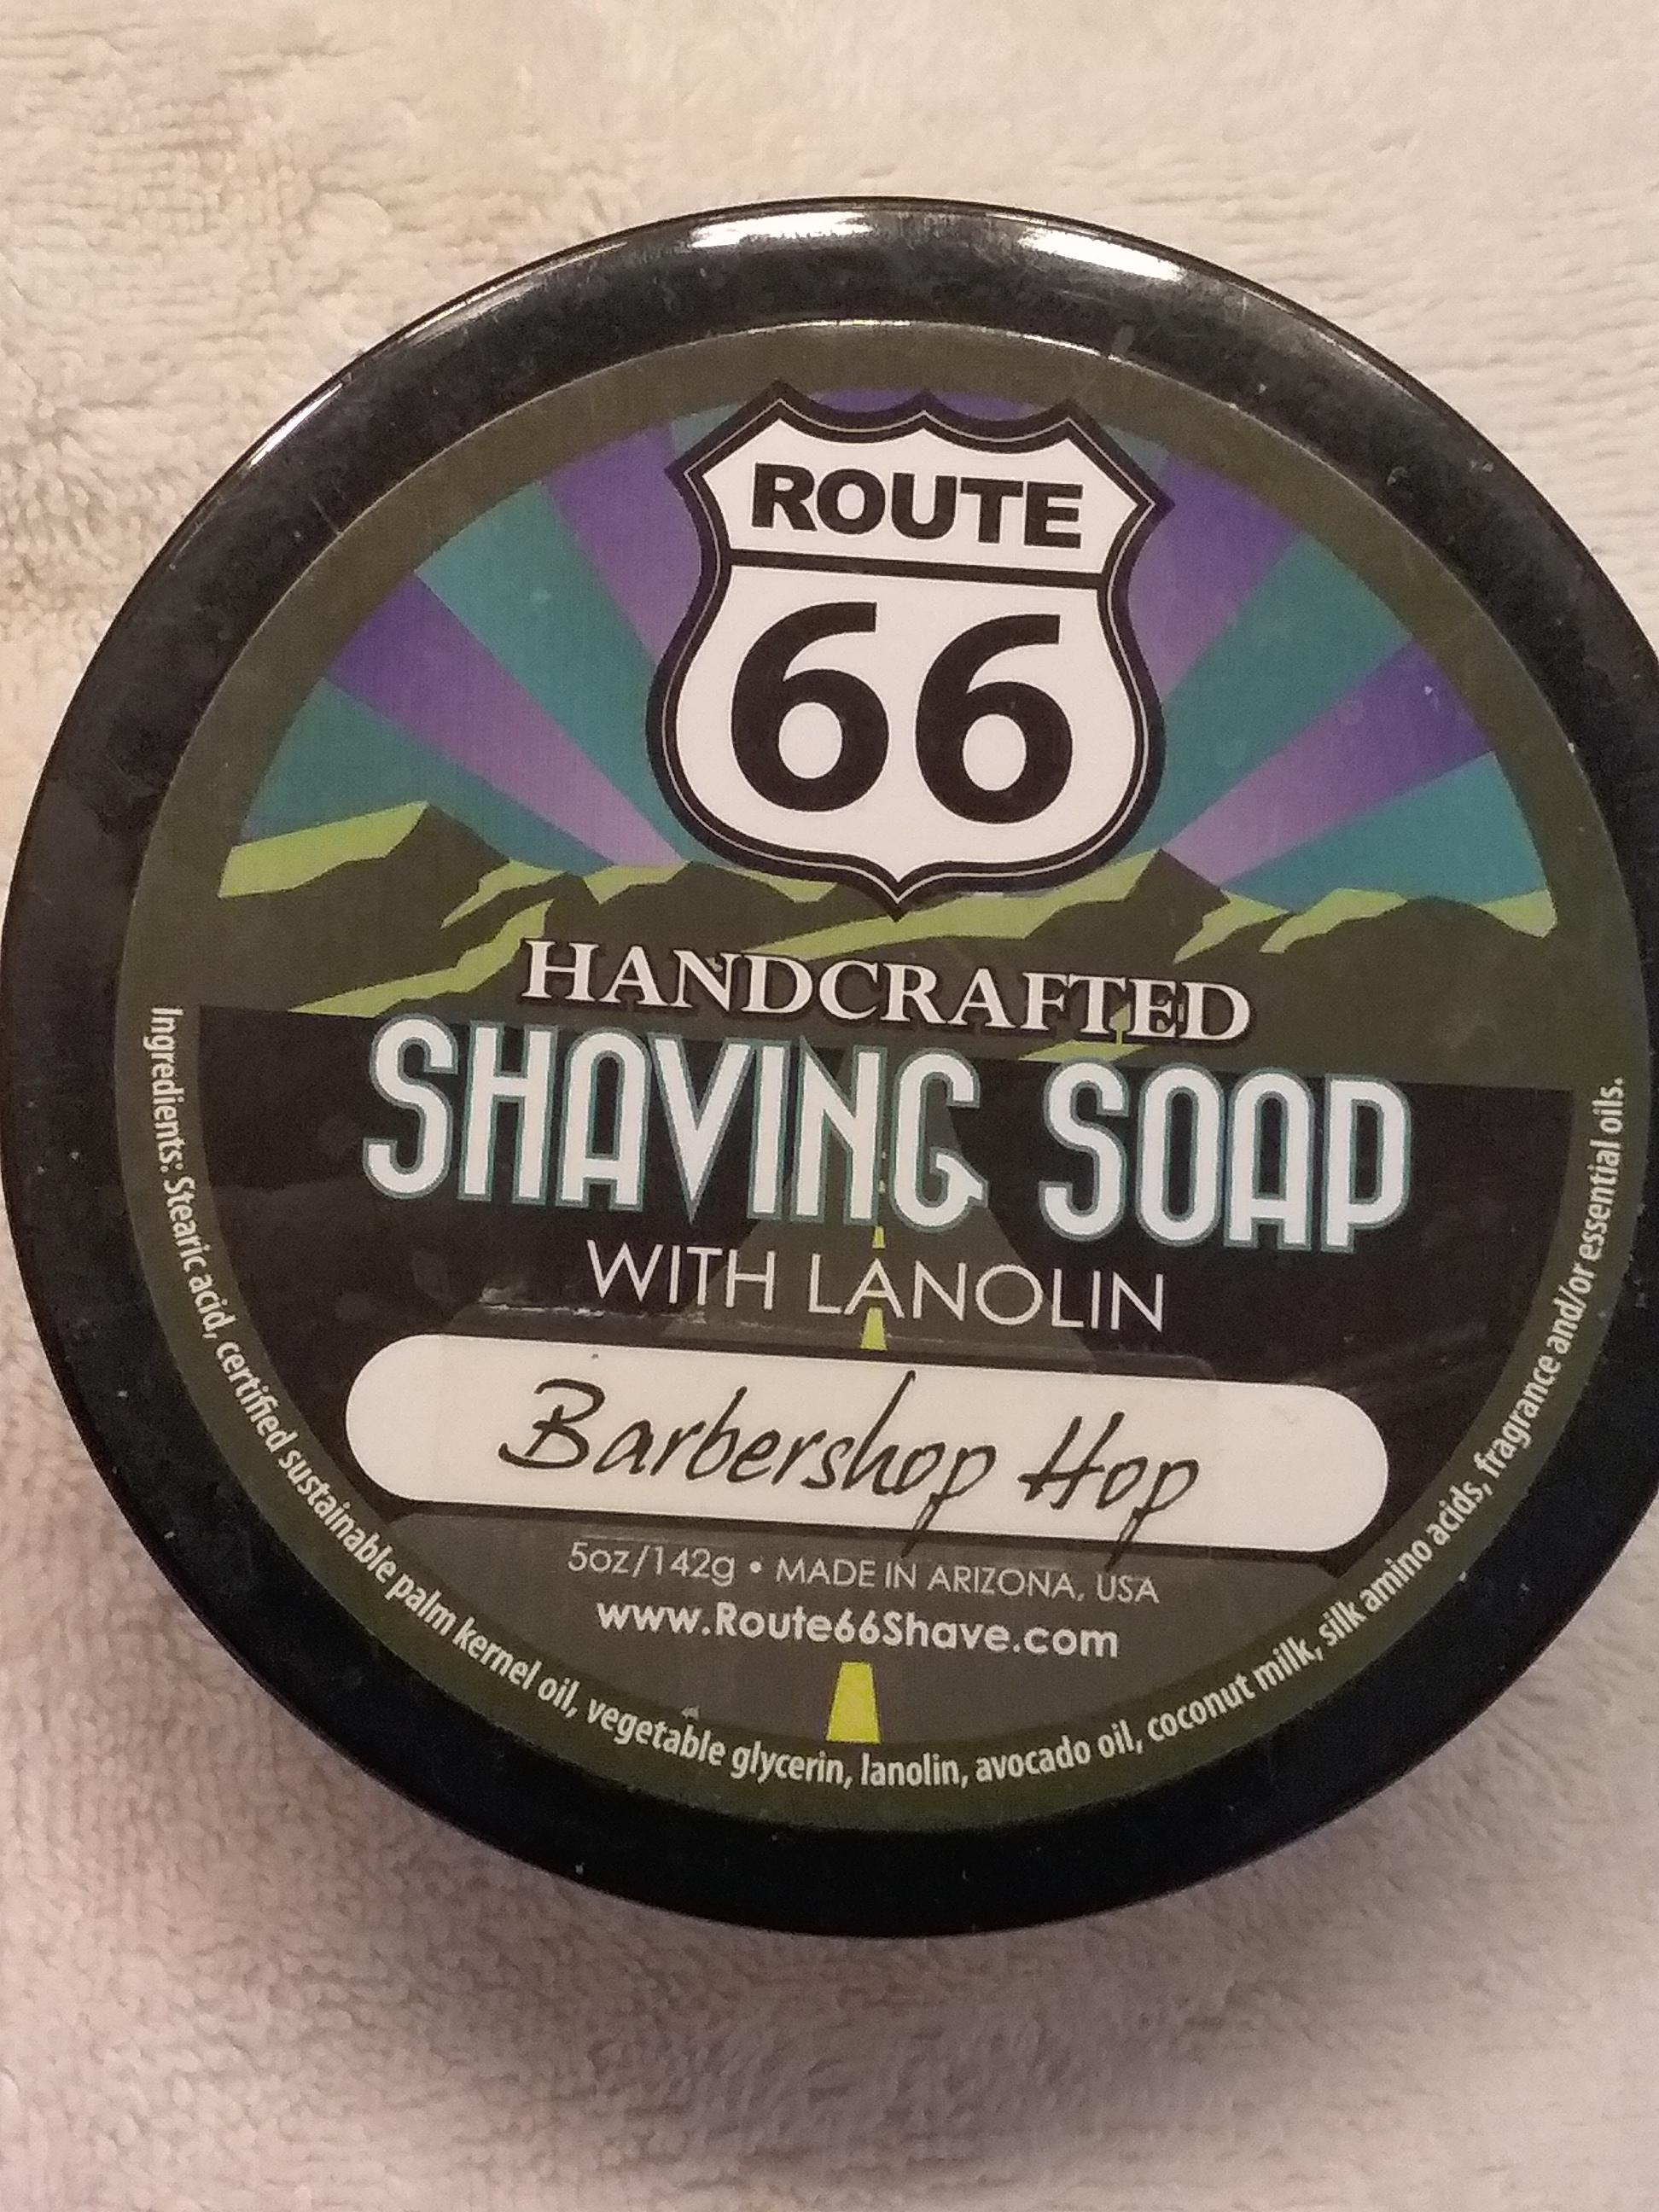 ROUTE
66
HANDCRAFTED
SHAVING SOAP
WITH LANOLIN
Barbershop Hop
5oz/142g • MADE IN ARIZONA, USA
www.Route66Shave.com
Ingredients: Stearic acid, certified sustainable palm kernel oil, vegetable glycerin, lanolin, avocado oil, coconut milk, silk amino acids, fragrance and/or essential oils.